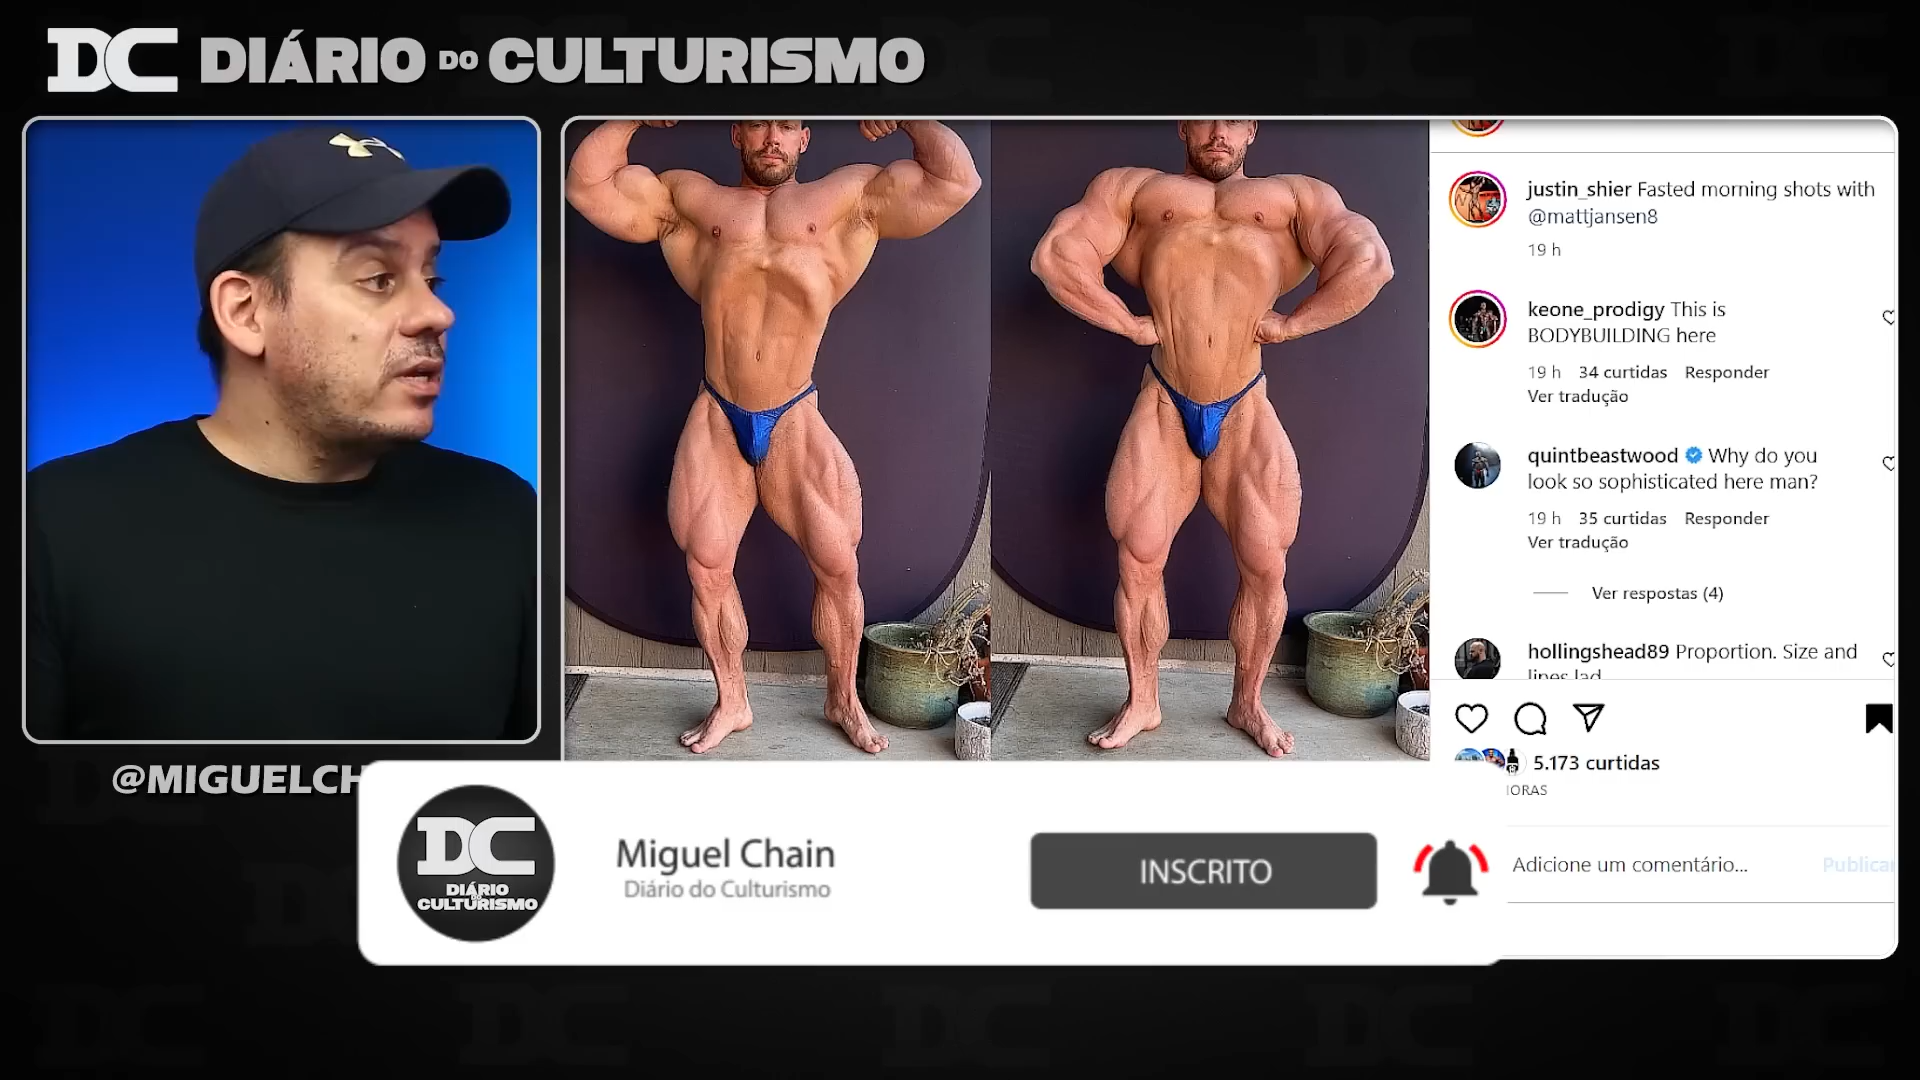 DC DIÁRIO DO CULTURISMO
justin_shier Fasted morning shots with
@mattjansen8
19 h
keone_prodigy This is
BODYBUILDING here
19 h 34 curtidas Responder
Ver tradução
quintbeastwood Why do you
look so sophisticated here man?
19 h 35 curtidas Responder
Ver tradução
Ver respostas (4)
hollingshead89 Proportion. Size and
lines lad
5.173 curtidas
@MIGUELCH
DC
DIÁRIO
DO
CULTURISMO
Miguel Chain
Diário do Culturismo
INSCRITO
Adicione um comentário...